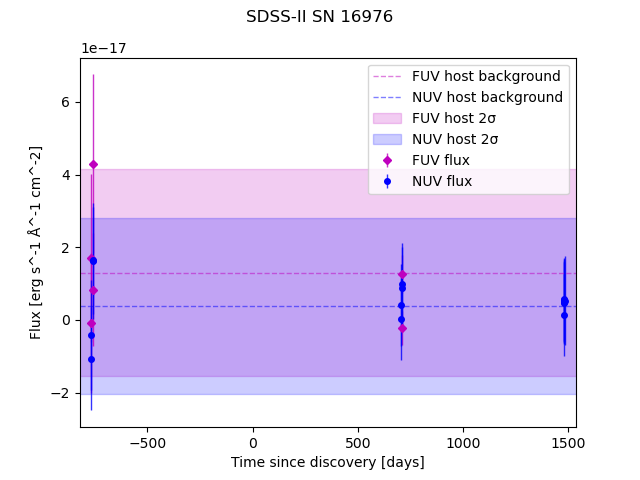 SDSS-II SN 16976
1e−17
FUV host background
NUV host background
FUV host 2σ
NUV host 2σ
FUV flux
NUV flux
6
4
2
0
−2
Flux [erg s^-1 Å^-1 cm^-2]
−500
0
500
1000
1500
Time since discovery [days]